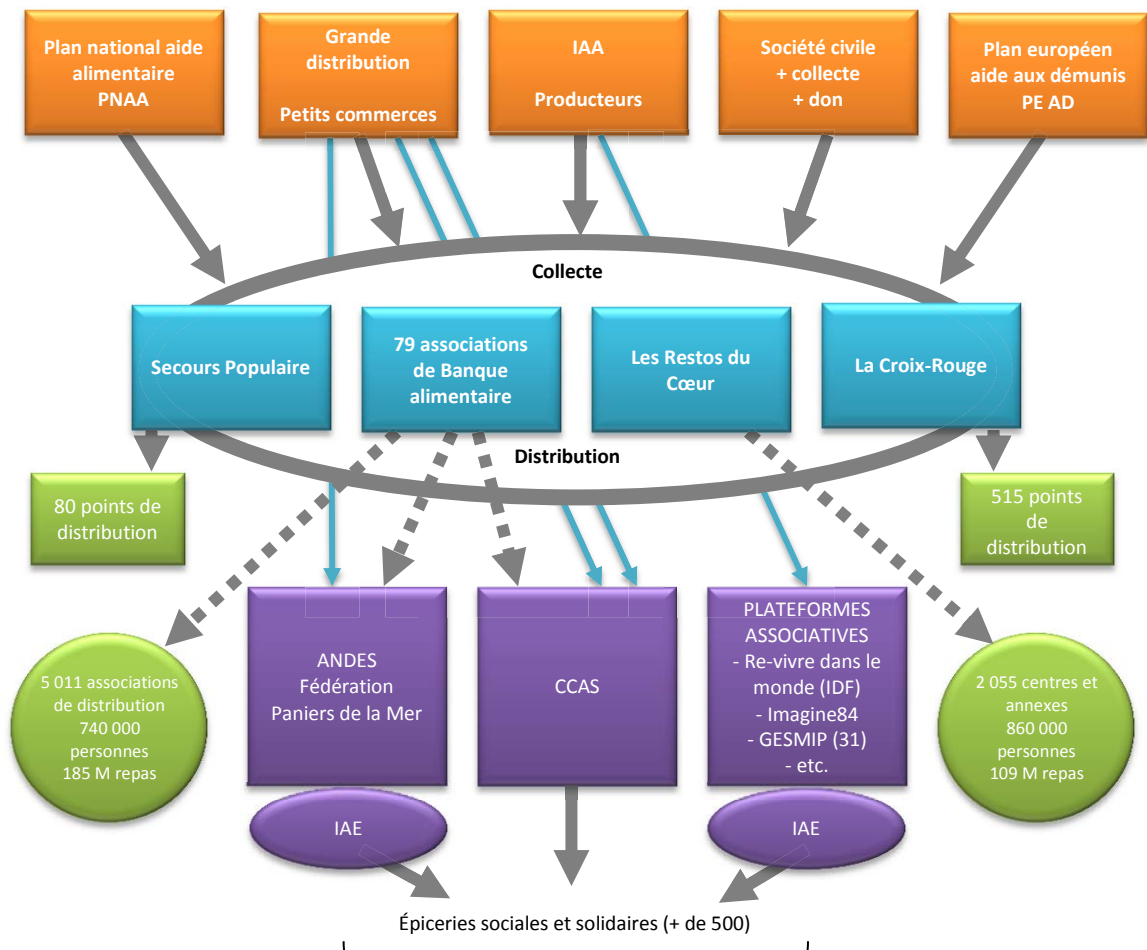 Plan national aide
alimentaire
PNAA
Grande
distribution
Petits commerces
IAA
Producteurs
Société civile
+ collecte
+ don
Plan européen
aide aux démunis
PE AD
Collecte
Secours Populaire
79 associations
de Banque
alimentaire
Les Restos du
Cœur
La Croix-Rouge
Distribution
80 points de
distribution
515 points
de
distribution
5 011 associations
de distribution
740 000
personnes
185 M repas
ANDES
Fédération
Paniers de la Mer
CCAS
PLATEFORMES
ASSOCIATIVES
- Re-vivre dans le
monde (IDF)
- Imagine84
- GESMIP (31)
- etc.
2 055 centres et
annexes
860 000
personnes
109 M repas
IAE
IAE
Épiceries sociales et solidaires (+ de 500)